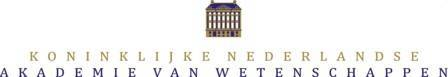 KONINKLIJKE NEDERLANDSE
AKADEMIE VAN WETENSCHAPPEN